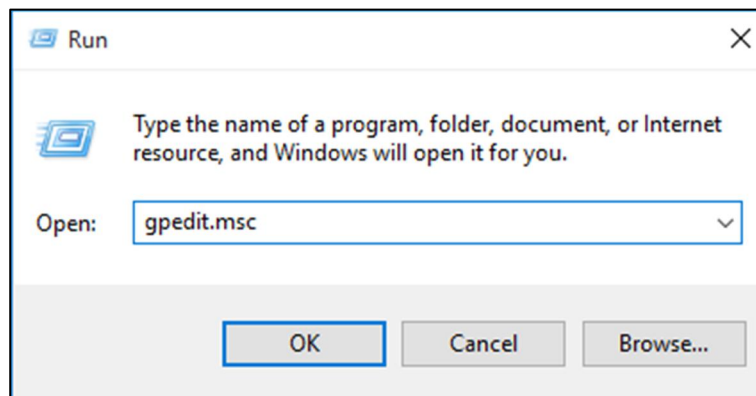 Run
Type the name of a program, folder, document, or Internet
resource, and Windows will open it for you.
Open: gpedit.msc
OK Cancel Browse...